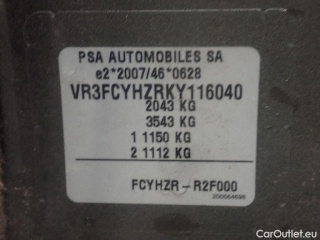 PSA AUTOMOBILES SA
e2*2007/46*0628
VR3FCYHZRKY116040
2043 KG
3543 KG
1 1150 KG
2 1112 KG
FCYHZR - R2F000
CarOutlet.eu